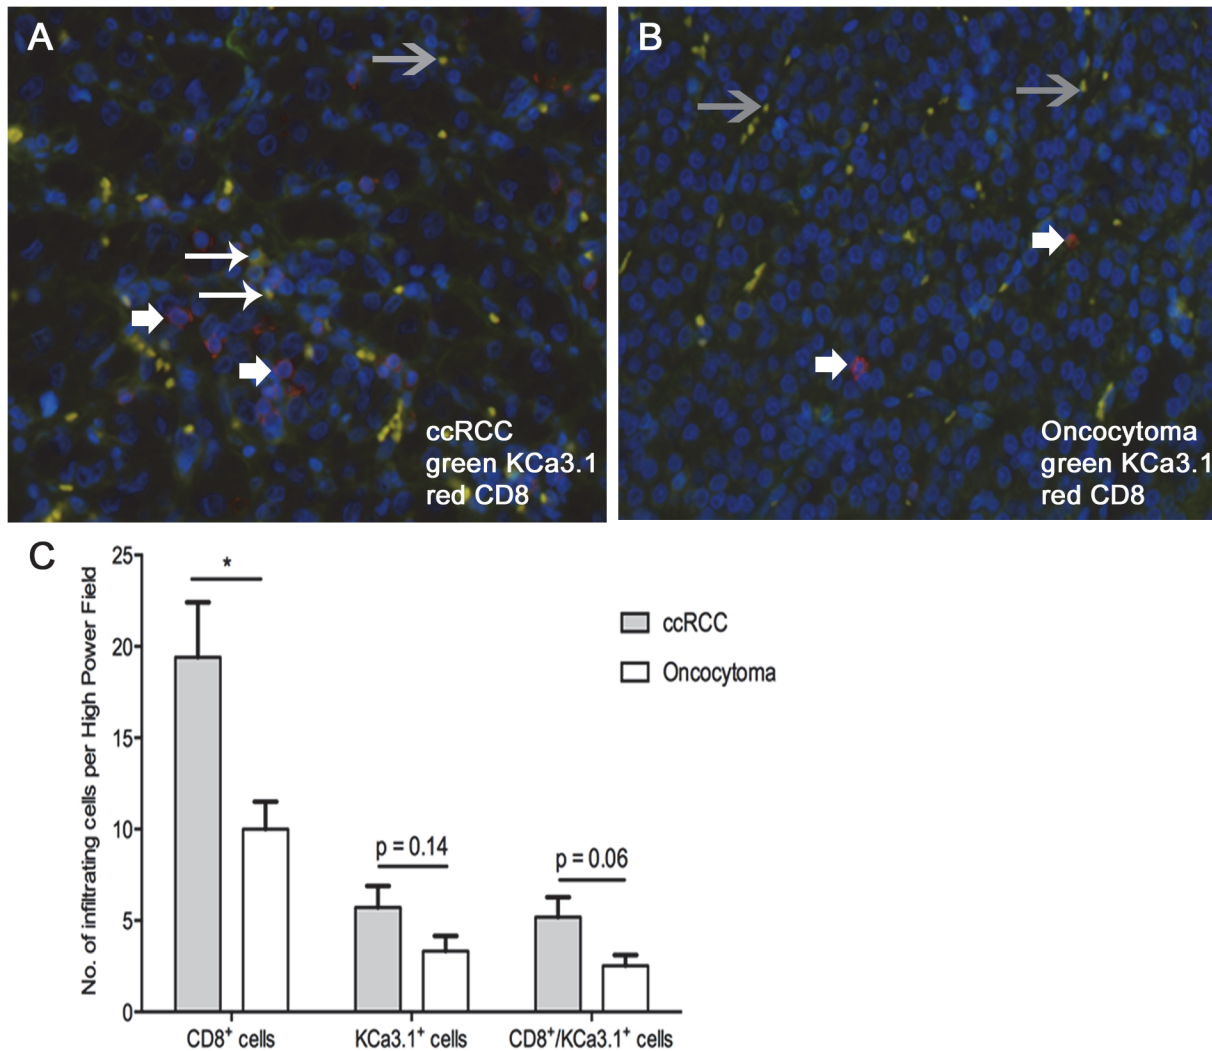 A
ccRCC
green KCa3.1
red CD8
B
Oncocytoma
green KCa3.1
red CD8
C
No. of infiltrating cells per High Power Field
25
20
15
10
5
0
*
p = 0.14
p = 0.06
CD8⁺ cells
KCa3.1⁺ cells
CD8⁺/KCa3.1⁺ cells
ccRCC
Oncocytoma